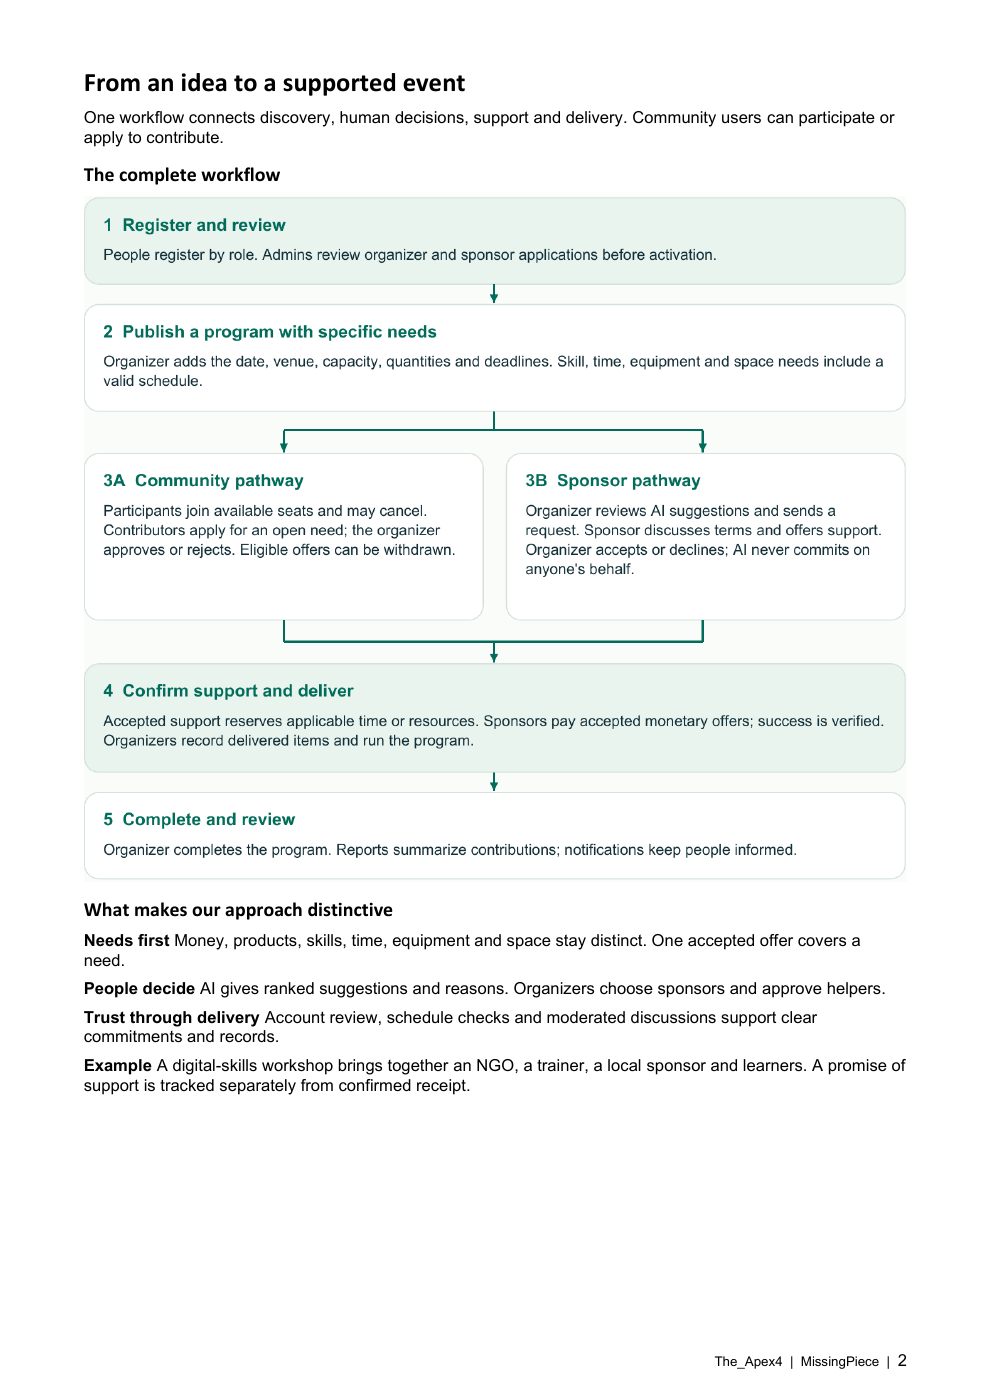 From an idea to a supported event
One workflow connects discovery, human decisions, support and delivery. Community users can participate or
apply to contribute.
The complete workflow
1 Register and review
People register by role. Admins review organizer and sponsor applications before activation.
2 Publish a program with specific needs
Organizer adds the date, venue, capacity, quantities and deadlines. Skill, time, equipment and space needs include a
valid schedule.
3A Community pathway
Participants join available seats and may cancel.
Contributors apply for an open need; the organizer
approves or rejects. Eligible offers can be withdrawn.
3B Sponsor pathway
Organizer reviews AI suggestions and sends a
request. Sponsor discusses terms and offers support.
Organizer accepts or declines; AI never commits on
anyone's behalf.
4 Confirm support and deliver
Accepted support reserves applicable time or resources. Sponsors pay accepted monetary offers; success is verified.
Organizers record delivered items and run the program.
5 Complete and review
Organizer completes the program. Reports summarize contributions; notifications keep people informed.
What makes our approach distinctive
Needs first Money, products, skills, time, equipment and space stay distinct. One accepted offer covers a
need.
People decide AI gives ranked suggestions and reasons. Organizers choose sponsors and approve helpers.
Trust through delivery Account review, schedule checks and moderated discussions support clear
commitments and records.
Example A digital-skills workshop brings together an NGO, a trainer, a local sponsor and learners. A promise of
support is tracked separately from confirmed receipt.
The_Apex4 | MissingPiece | 2